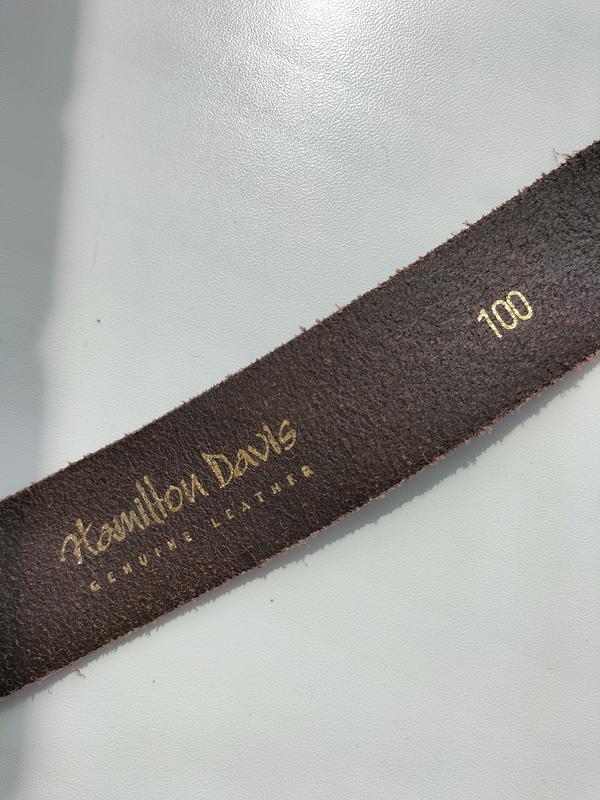 Hamilton Davis
GENUINE LEATHER
100